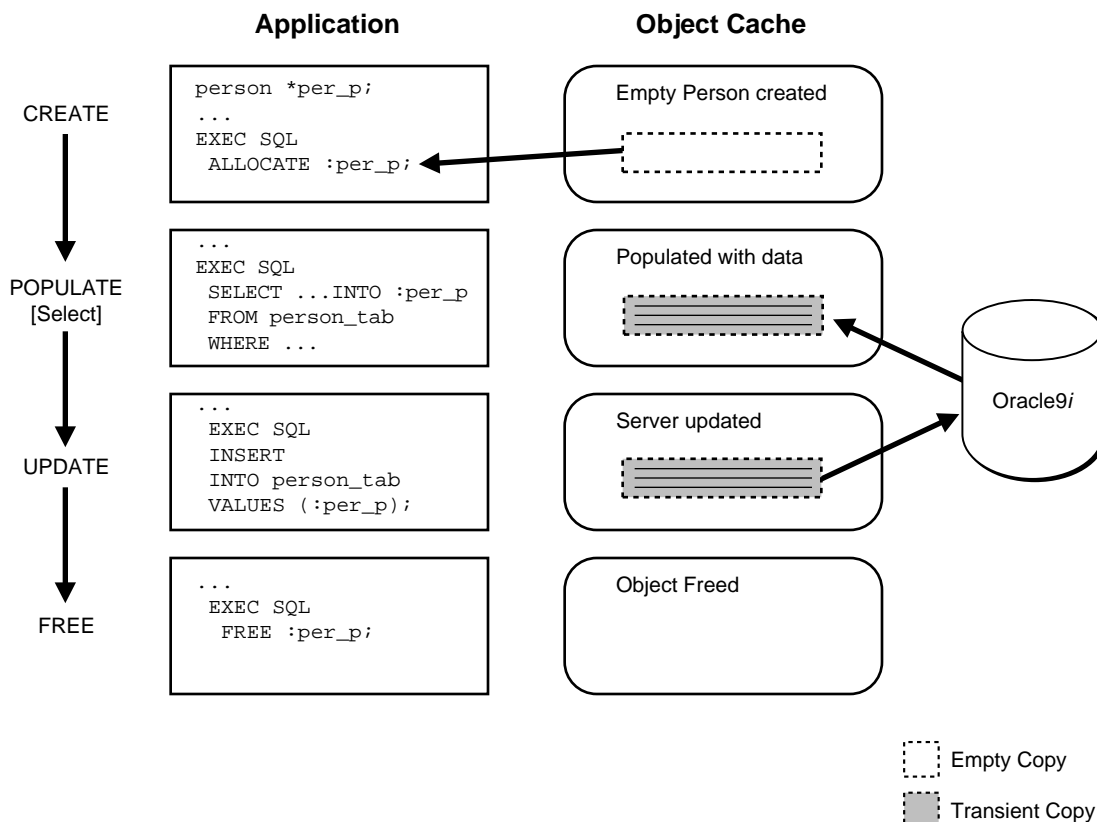 Application
Object Cache
CREATE
person *per_p;
...
EXEC SQL
ALLOCATE :per_p;
Empty Person created
POPULATE
[Select]
...
EXEC SQL
SELECT ...INTO :per_p
FROM person_tab
WHERE ...
Populated with data
Oracle9i
UPDATE
...
EXEC SQL
INSERT
INTO person_tab
VALUES (:per_p);
Server updated
FREE
...
EXEC SQL
FREE :per_p;
Object Freed
Empty Copy
Transient Copy